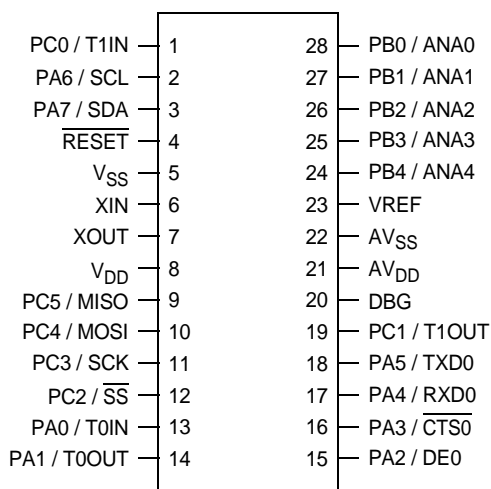 PC0 / T1IN 1 28 PB0 / ANA0
PA6 / SCL 2 27 PB1 / ANA1
PA7 / SDA 3 26 PB2 / ANA2
RESET 4 25 PB3 / ANA3
VSS 5 24 PB4 / ANA4
XIN 6 23 VREF
XOUT 7 22 AVSS
VDD 8 21 AVDD
PC5 / MISO 9 20 DBG
PC4 / MOSI 10 19 PC1 / T1OUT
PC3 / SCK 11 18 PA5 / TXD0
PC2 / SS 12 17 PA4 / RXD0
PA0 / T0IN 13 16 PA3 / CTS0
PA1 / T0OUT 14 15 PA2 / DE0